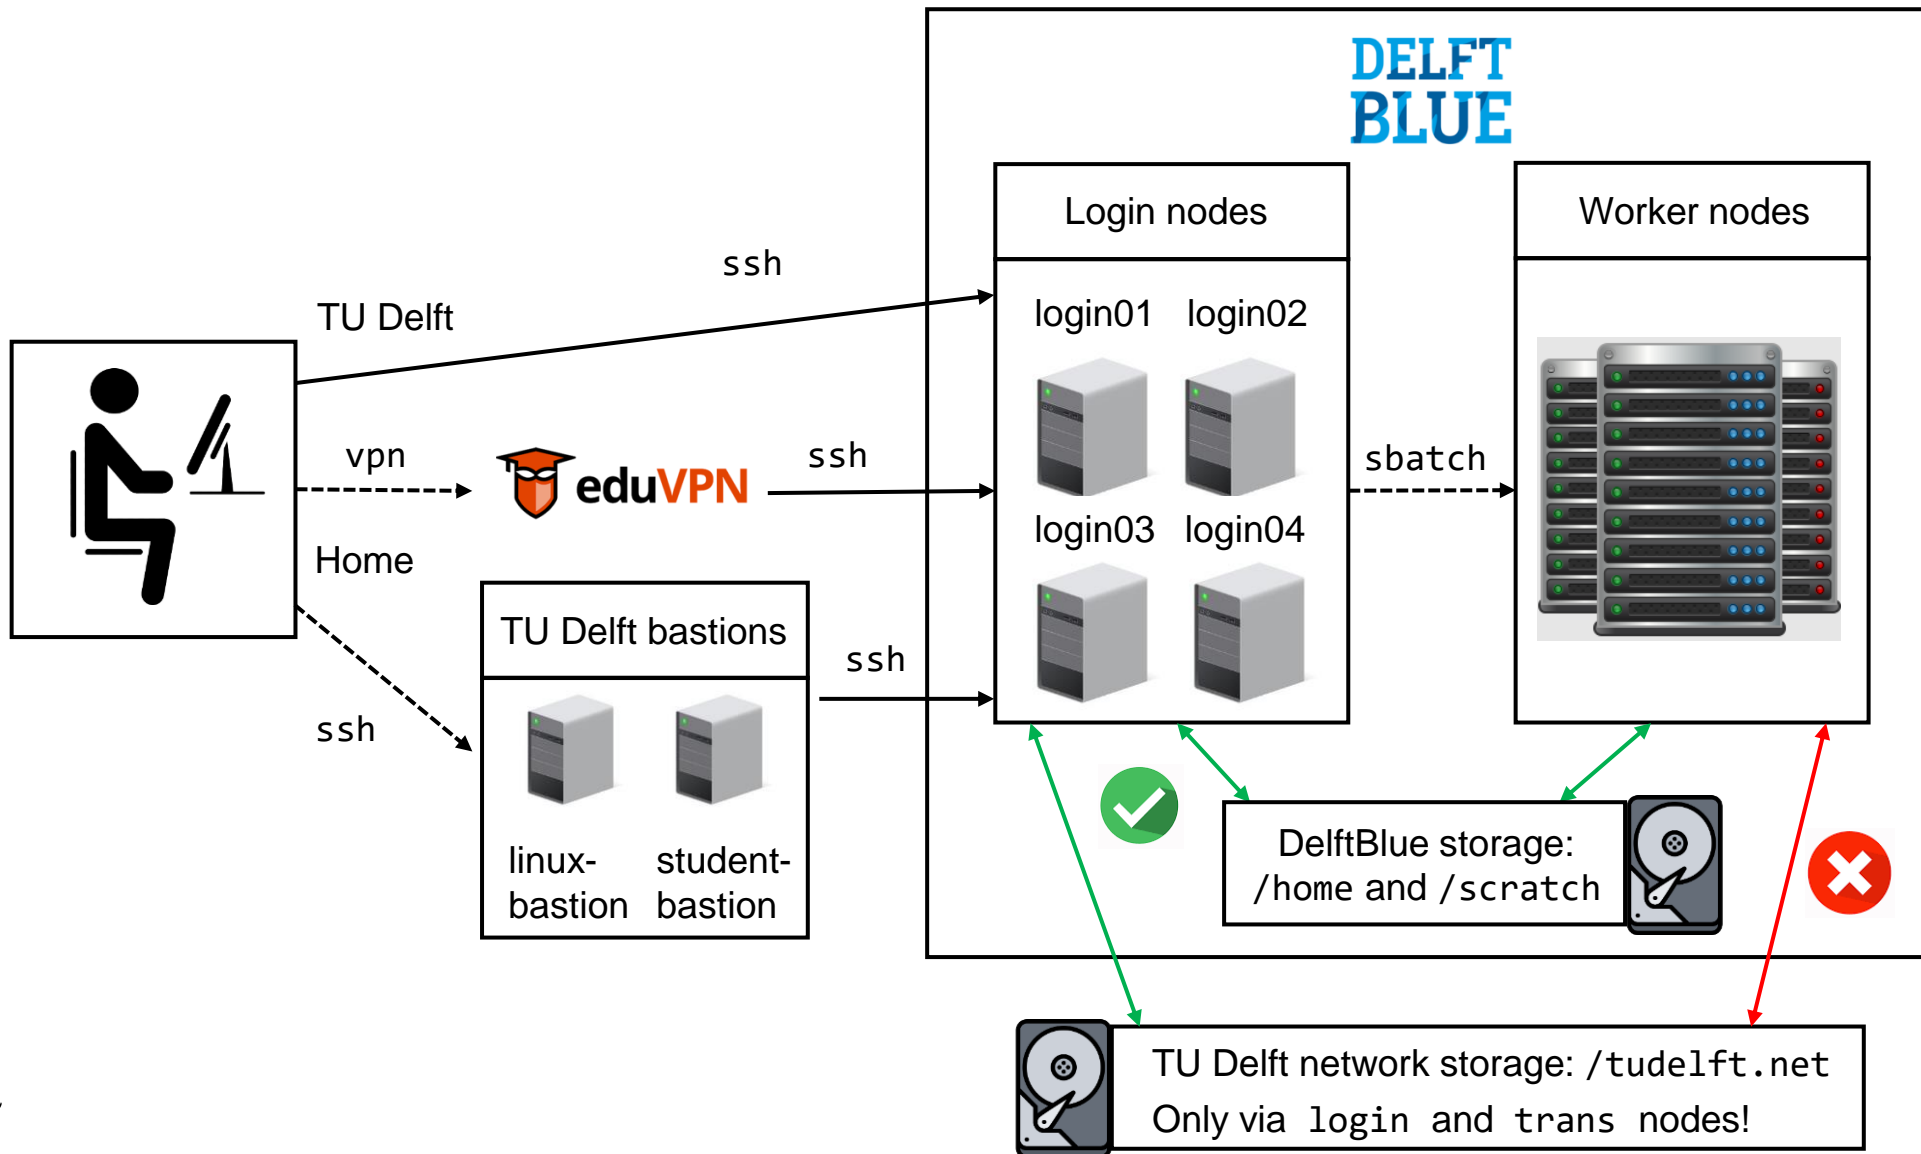 DELFT
BLUE
Login nodes
Worker nodes
ssh
TU Delft
login01 login02
vpn
eduVPN
ssh
sbatch
login03 login04
Home
TU Delft bastions
ssh
ssh
linux-
bastion
student-
bastion
DelftBlue storage:
/home and /scratch
TU Delft network storage: /tudelft.net
Only via login and trans nodes!